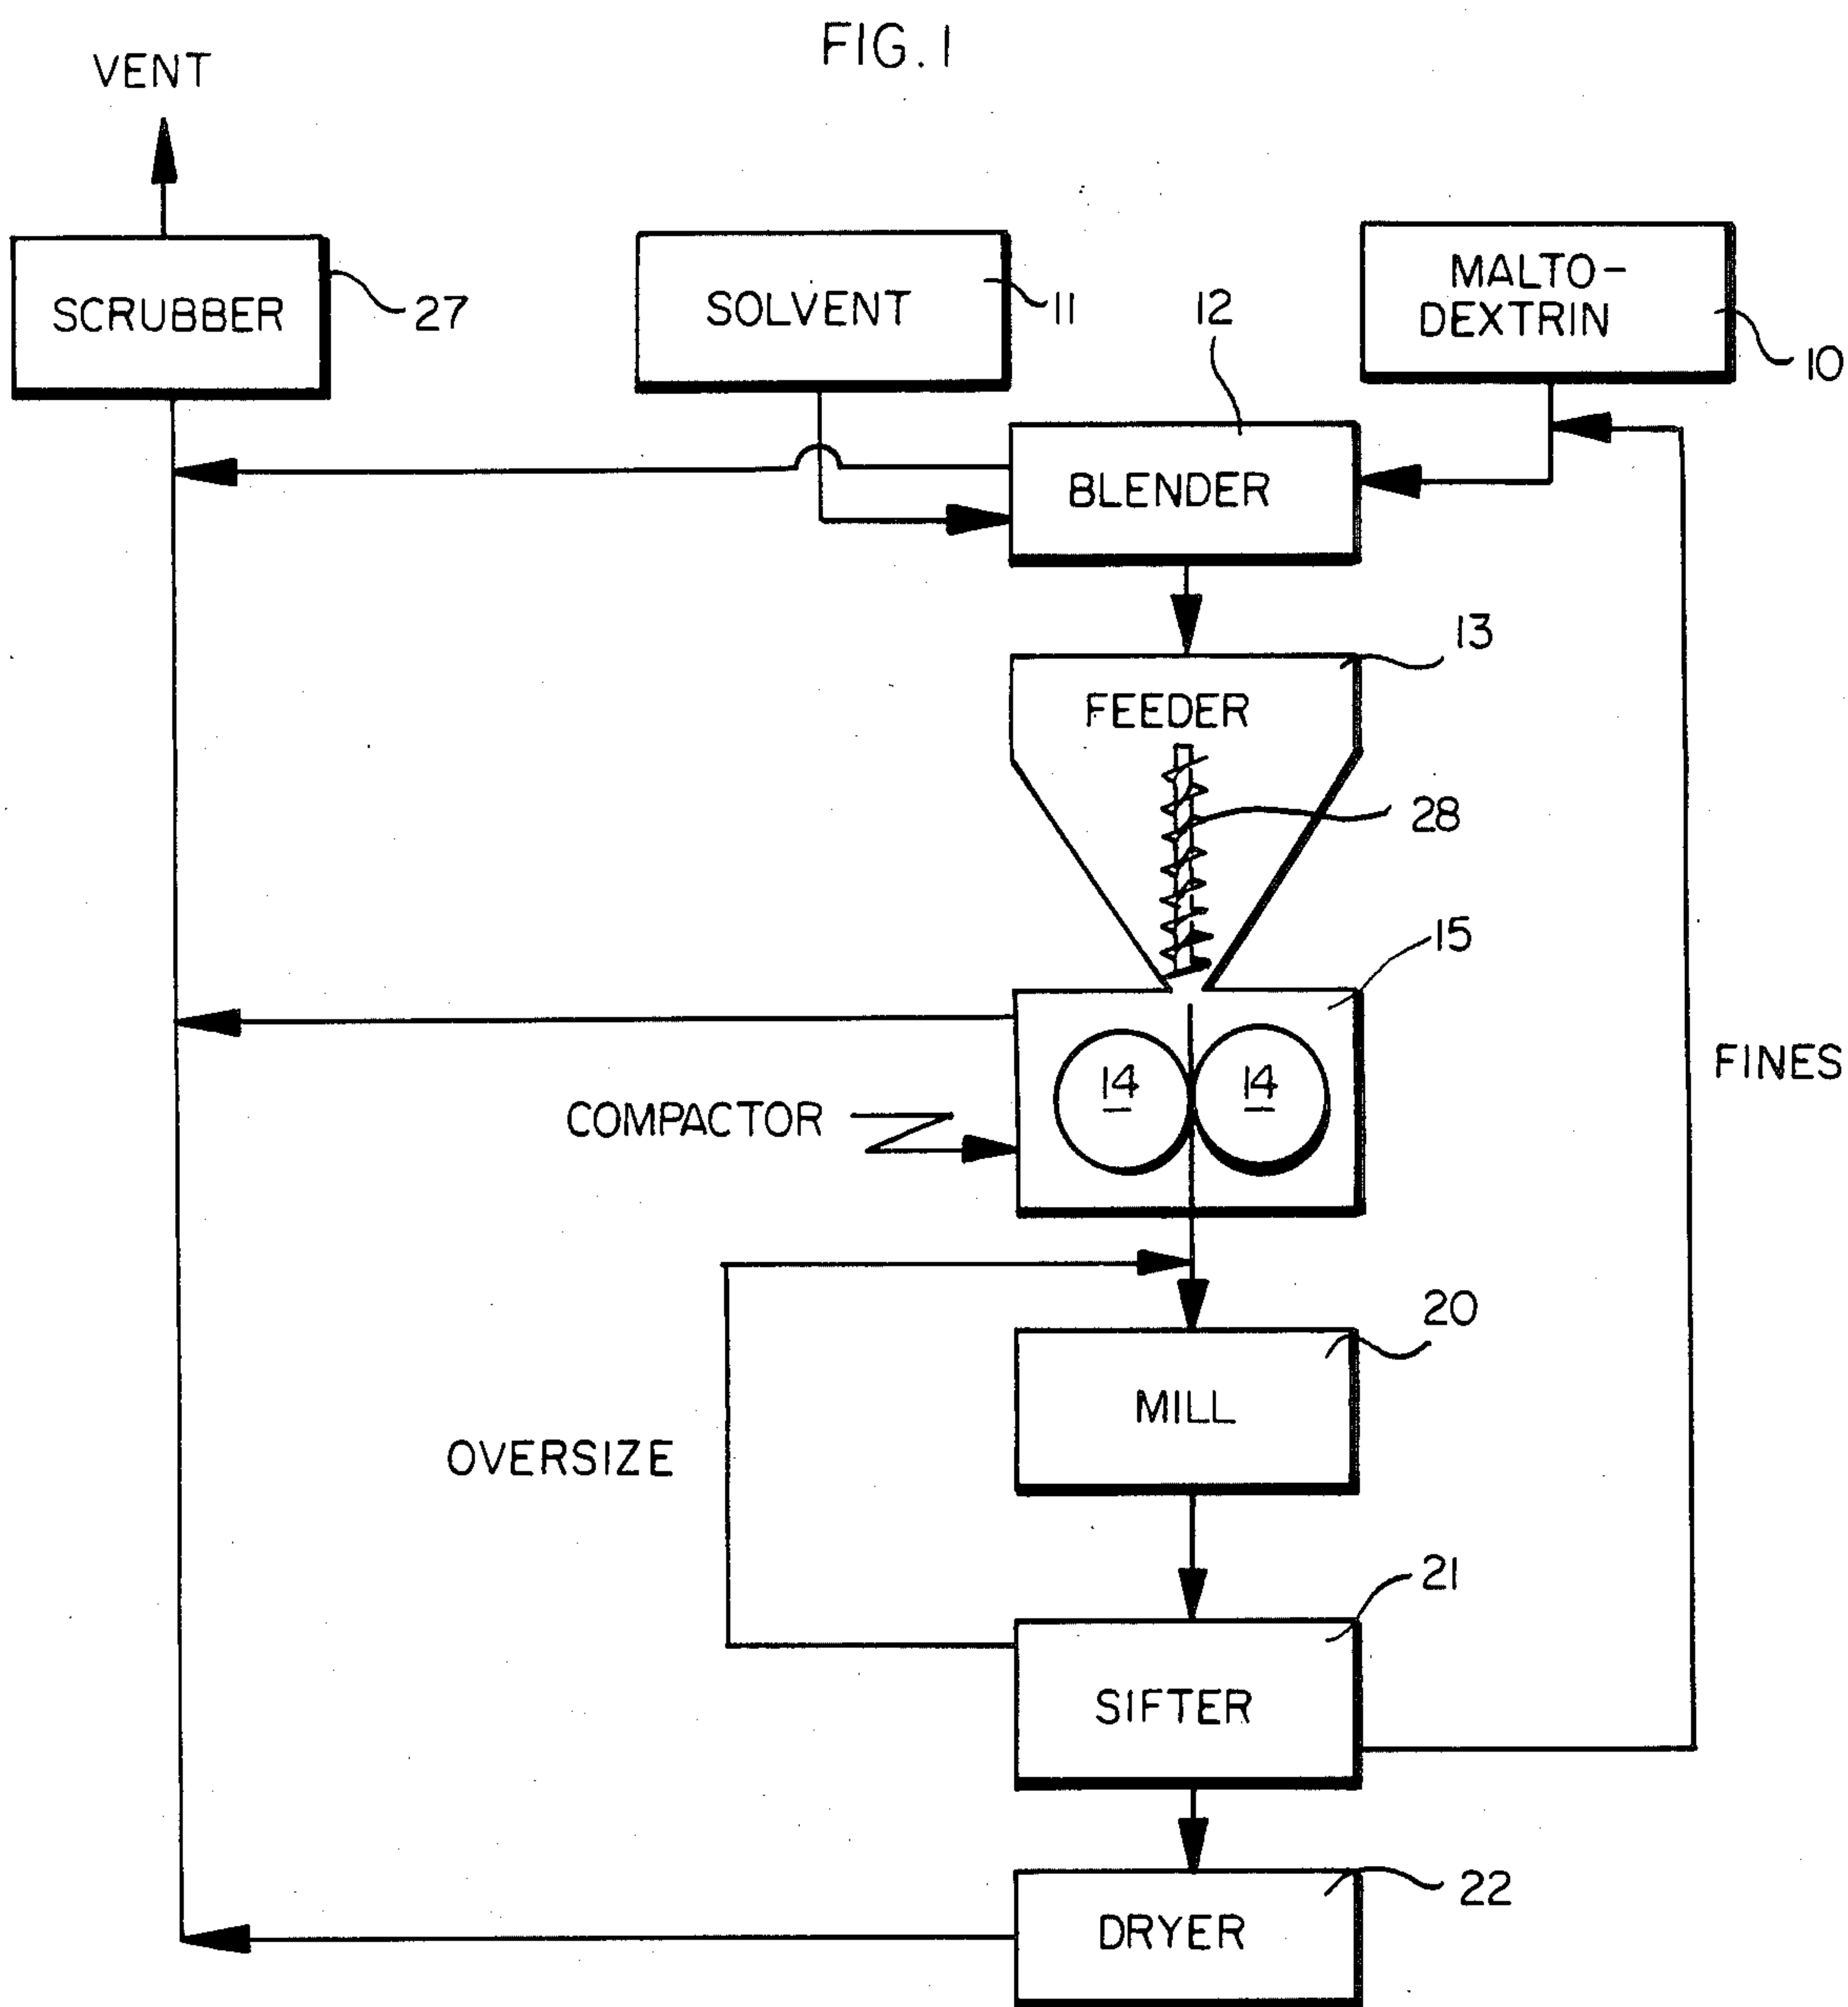 FIG. 1
VENT
SCRUBBER
27
SOLVENT
11
12
MALTO-
DEXTRIN
10
BLENDER
13
FEEDER
28
15
14 14
COMPACTOR
FINES
20
MILL
OVERSIZE
21
SIFTER
22
DRYER